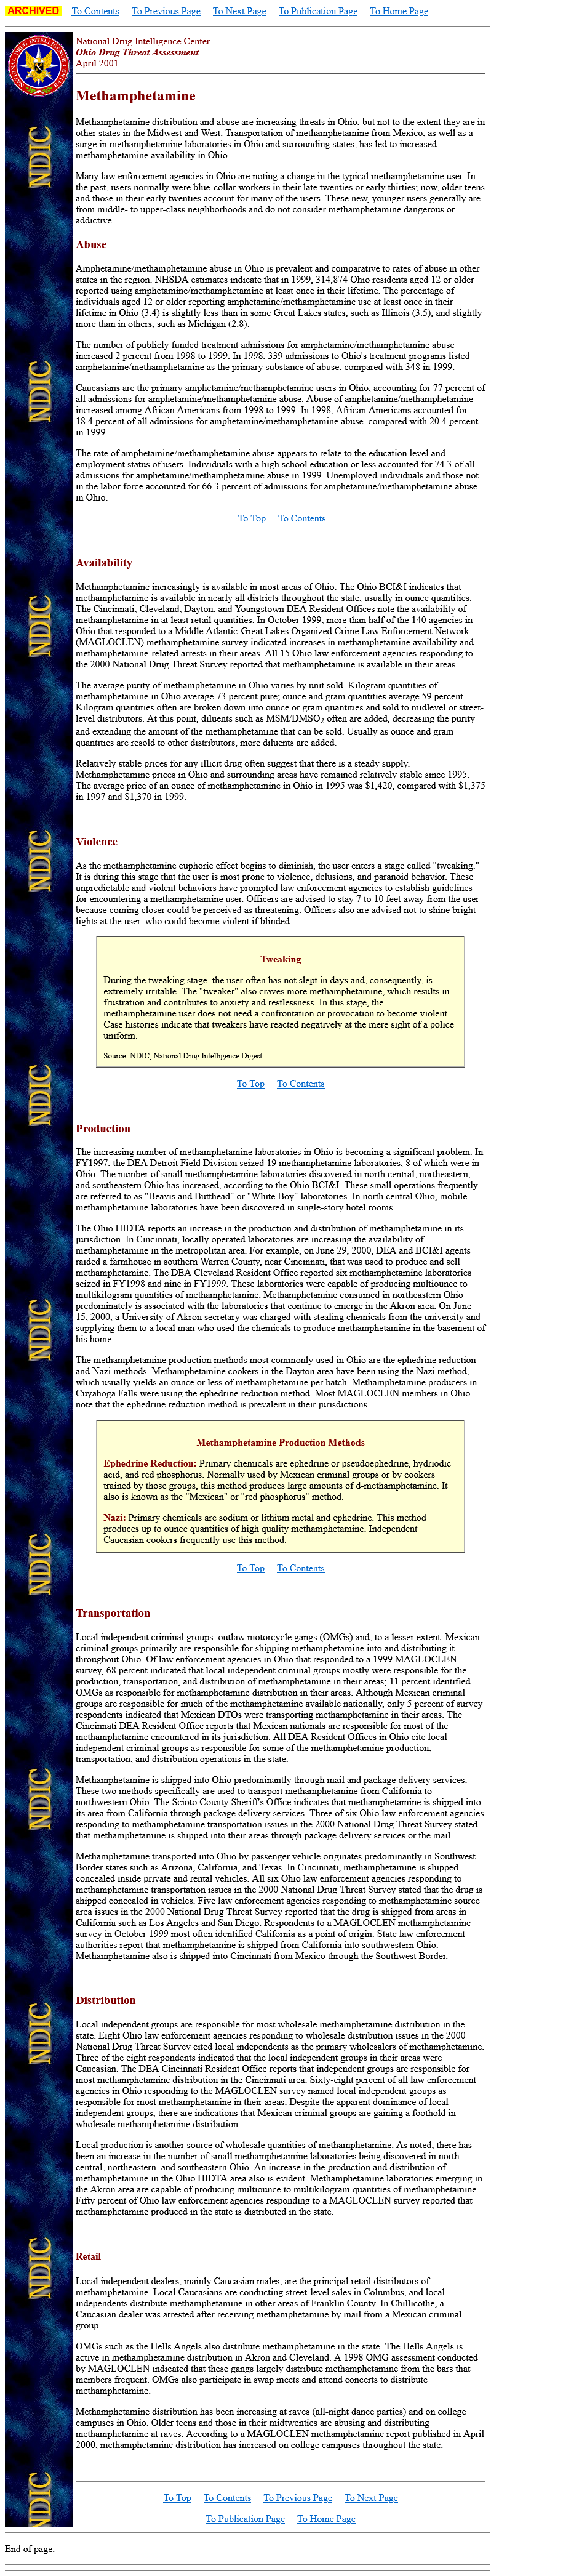 ARCHIVED To Contents To Previous Page To Next Page To Publication Page To Home Page
National Drug Intelligence Center
Ohio Drug Threat Assessment
April 2001
Methamphetamine
Methamphetamine distribution and abuse are increasing threats in Ohio, but not to the extent they are in
other states in the Midwest and West. Transportation of methamphetamine from Mexico, as well as a
surge in methamphetamine laboratories in Ohio and surrounding states, has led to increased
methamphetamine availability in Ohio.
Many law enforcement agencies in Ohio are noting a change in the typical methamphetamine user. In
the past, users normally were blue-collar workers in their late twenties or early thirties; now, older teens
and those in their early twenties account for many of the users. These new, younger users generally are
from middle- to upper-class neighborhoods and do not consider methamphetamine dangerous or
addictive.
Abuse
Amphetamine/methamphetamine abuse in Ohio is prevalent and comparative to rates of abuse in other
states in the region. NHSDA estimates indicate that in 1999, 314,874 Ohio residents aged 12 or older
reported using amphetamine/methamphetamine at least once in their lifetime. The percentage of
individuals aged 12 or older reporting amphetamine/methamphetamine use at least once in their
lifetime in Ohio (3.4) is slightly less than in some Great Lakes states, such as Illinois (3.5), and slightly
more than in others, such as Michigan (2.8).
The number of publicly funded treatment admissions for amphetamine/methamphetamine abuse
increased 2 percent from 1998 to 1999. In 1998, 339 admissions to Ohio's treatment programs listed
amphetamine/methamphetamine as the primary substance of abuse, compared with 348 in 1999.
Caucasians are the primary amphetamine/methamphetamine users in Ohio, accounting for 77 percent of
all admissions for amphetamine/methamphetamine abuse. Abuse of amphetamine/methamphetamine
increased among African Americans from 1998 to 1999. In 1998, African Americans accounted for
18.4 percent of all admissions for amphetamine/methamphetamine abuse, compared with 20.4 percent
in 1999.
The rate of amphetamine/methamphetamine abuse appears to relate to the education level and
employment status of users. Individuals with a high school education or less accounted for 74.3 of all
admissions for amphetamine/methamphetamine abuse in 1999. Unemployed individuals and those not
in the labor force accounted for 66.3 percent of admissions for amphetamine/methamphetamine abuse
in Ohio.
To Top To Contents
Availability
Methamphetamine increasingly is available in most areas of Ohio. The Ohio BCI&I indicates that
methamphetamine is available in nearly all districts throughout the state, usually in ounce quantities.
The Cincinnati, Cleveland, Dayton, and Youngstown DEA Resident Offices note the availability of
methamphetamine in at least retail quantities. In October 1999, more than half of the 140 agencies in
Ohio that responded to a Middle Atlantic-Great Lakes Organized Crime Law Enforcement Network
(MAGLOCLEN) methamphetamine survey indicated increases in methamphetamine availability and
methamphetamine-related arrests in their areas. All 15 Ohio law enforcement agencies responding to
the 2000 National Drug Threat Survey reported that methamphetamine is available in their areas.
The average purity of methamphetamine in Ohio varies by unit sold. Kilogram quantities of
methamphetamine in Ohio average 73 percent pure; ounce and gram quantities average 59 percent.
Kilogram quantities often are broken down into ounce or gram quantities and sold to midlevel or street-
level distributors. At this point, diluents such as MSM/DMSO2 often are added, decreasing the purity
and extending the amount of the methamphetamine that can be sold. Usually as ounce and gram
quantities are resold to other distributors, more diluents are added.
Relatively stable prices for any illicit drug often suggest that there is a steady supply.
Methamphetamine prices in Ohio and surrounding areas have remained relatively stable since 1995.
The average price of an ounce of methamphetamine in Ohio in 1995 was $1,420, compared with $1,375
in 1997 and $1,370 in 1999.
Violence
As the methamphetamine euphoric effect begins to diminish, the user enters a stage called "tweaking."
It is during this stage that the user is most prone to violence, delusions, and paranoid behavior. These
unpredictable and violent behaviors have prompted law enforcement agencies to establish guidelines
for encountering a methamphetamine user. Officers are advised to stay 7 to 10 feet away from the user
because coming closer could be perceived as threatening. Officers also are advised not to shine bright
lights at the user, who could become violent if blinded.
Tweaking
During the tweaking stage, the user often has not slept in days and, consequently, is
extremely irritable. The "tweaker" also craves more methamphetamine, which results in
frustration and contributes to anxiety and restlessness. In this stage, the
methamphetamine user does not need a confrontation or provocation to become violent.
Case histories indicate that tweakers have reacted negatively at the mere sight of a police
uniform.
Source: NDIC, National Drug Intelligence Digest.
To Top To Contents
Production
The increasing number of methamphetamine laboratories in Ohio is becoming a significant problem. In
FY1997, the DEA Detroit Field Division seized 19 methamphetamine laboratories, 8 of which were in
Ohio. The number of small methamphetamine laboratories discovered in north central, northeastern,
and southeastern Ohio has increased, according to the Ohio BCI&I. These small operations frequently
are referred to as "Beavis and Butthead" or "White Boy" laboratories. In north central Ohio, mobile
methamphetamine laboratories have been discovered in single-story hotel rooms.
The Ohio HIDTA reports an increase in the production and distribution of methamphetamine in its
jurisdiction. In Cincinnati, locally operated laboratories are increasing the availability of
methamphetamine in the metropolitan area. For example, on June 29, 2000, DEA and BCI&I agents
raided a farmhouse in southern Warren County, near Cincinnati, that was used to produce and sell
methamphetamine. The DEA Cleveland Resident Office reported six methamphetamine laboratories
seized in FY1998 and nine in FY1999. These laboratories were capable of producing multiounce to
multikilogram quantities of methamphetamine. Methamphetamine consumed in northeastern Ohio
predominately is associated with the laboratories that continue to emerge in the Akron area. On June
15, 2000, a University of Akron secretary was charged with stealing chemicals from the university and
supplying them to a local man who used the chemicals to produce methamphetamine in the basement of
his home.
The methamphetamine production methods most commonly used in Ohio are the ephedrine reduction
and Nazi methods. Methamphetamine cookers in the Dayton area have been using the Nazi method,
which usually yields an ounce or less of methamphetamine per batch. Methamphetamine producers in
Cuyahoga Falls were using the ephedrine reduction method. Most MAGLOCLEN members in Ohio
note that the ephedrine reduction method is prevalent in their jurisdictions.
Methamphetamine Production Methods
Ephedrine Reduction: Primary chemicals are ephedrine or pseudoephedrine, hydriodic
acid, and red phosphorus. Normally used by Mexican criminal groups or by cookers
trained by those groups, this method produces large amounts of d-methamphetamine. It
also is known as the "Mexican" or "red phosphorus" method.
Nazi: Primary chemicals are sodium or lithium metal and ephedrine. This method
produces up to ounce quantities of high quality methamphetamine. Independent
Caucasian cookers frequently use this method.
To Top To Contents
Transportation
Local independent criminal groups, outlaw motorcycle gangs (OMGs) and, to a lesser extent, Mexican
criminal groups primarily are responsible for shipping methamphetamine into and distributing it
throughout Ohio. Of law enforcement agencies in Ohio that responded to a 1999 MAGLOCLEN
survey, 68 percent indicated that local independent criminal groups mostly were responsible for the
production, transportation, and distribution of methamphetamine in their areas; 11 percent identified
OMGs as responsible for methamphetamine distribution in their areas. Although Mexican criminal
groups are responsible for much of the methamphetamine available nationally, only 5 percent of survey
respondents indicated that Mexican DTOs were transporting methamphetamine in their areas. The
Cincinnati DEA Resident Office reports that Mexican nationals are responsible for most of the
methamphetamine encountered in its jurisdiction. All DEA Resident Offices in Ohio cite local
independent criminal groups as responsible for some of the methamphetamine production,
transportation, and distribution operations in the state.
Methamphetamine is shipped into Ohio predominantly through mail and package delivery services.
These two methods specifically are used to transport methamphetamine from California to
northwestern Ohio. The Scioto County Sheriff's Office indicates that methamphetamine is shipped into
its area from California through package delivery services. Three of six Ohio law enforcement agencies
responding to methamphetamine transportation issues in the 2000 National Drug Threat Survey stated
that methamphetamine is shipped into their areas through package delivery services or the mail.
Methamphetamine transported into Ohio by passenger vehicle originates predominantly in Southwest
Border states such as Arizona, California, and Texas. In Cincinnati, methamphetamine is shipped
concealed inside private and rental vehicles. All six Ohio law enforcement agencies responding to
methamphetamine transportation issues in the 2000 National Drug Threat Survey stated that the drug is
shipped concealed in vehicles. Five law enforcement agencies responding to methamphetamine source
area issues in the 2000 National Drug Threat Survey reported that the drug is shipped from areas in
California such as Los Angeles and San Diego. Respondents to a MAGLOCLEN methamphetamine
survey in October 1999 most often identified California as a point of origin. State law enforcement
authorities report that methamphetamine is shipped from California into southwestern Ohio.
Methamphetamine also is shipped into Cincinnati from Mexico through the Southwest Border.
Distribution
Local independent groups are responsible for most wholesale methamphetamine distribution in the
state. Eight Ohio law enforcement agencies responding to wholesale distribution issues in the 2000
National Drug Threat Survey cited local independents as the primary wholesalers of methamphetamine.
Three of the eight respondents indicated that the local independent groups in their areas were
Caucasian. The DEA Cincinnati Resident Office reports that independent groups are responsible for
most methamphetamine distribution in the Cincinnati area. Sixty-eight percent of all law enforcement
agencies in Ohio responding to the MAGLOCLEN survey named local independent groups as
responsible for most methamphetamine in their areas. Despite the apparent dominance of local
independent groups, there are indications that Mexican criminal groups are gaining a foothold in
wholesale methamphetamine distribution.
Local production is another source of wholesale quantities of methamphetamine. As noted, there has
been an increase in the number of small methamphetamine laboratories being discovered in north
central, northeastern, and southeastern Ohio. An increase in the production and distribution of
methamphetamine in the Ohio HIDTA area also is evident. Methamphetamine laboratories emerging in
the Akron area are capable of producing multiounce to multikilogram quantities of methamphetamine.
Fifty percent of Ohio law enforcement agencies responding to a MAGLOCLEN survey reported that
methamphetamine produced in the state is distributed in the state.
Retail
Local independent dealers, mainly Caucasian males, are the principal retail distributors of
methamphetamine. Local Caucasians are conducting street-level sales in Columbus, and local
independents distribute methamphetamine in other areas of Franklin County. In Chillicothe, a
Caucasian dealer was arrested after receiving methamphetamine by mail from a Mexican criminal
group.
OMGs such as the Hells Angels also distribute methamphetamine in the state. The Hells Angels is
active in methamphetamine distribution in Akron and Cleveland. A 1998 OMG assessment conducted
by MAGLOCLEN indicated that these gangs largely distribute methamphetamine from the bars that
members frequent. OMGs also participate in swap meets and attend concerts to distribute
methamphetamine.
Methamphetamine distribution has been increasing at raves (all-night dance parties) and on college
campuses in Ohio. Older teens and those in their midtwenties are abusing and distributing
methamphetamine at raves. According to a MAGLOCLEN methamphetamine report published in April
2000, methamphetamine distribution has increased on college campuses throughout the state.
To Top To Contents To Previous Page To Next Page
To Publication Page To Home Page
End of page.
NDIC
NDIC
NDIC
NDIC
NDIC
NDIC
NDIC
NDIC
NDIC
NDIC
NDIC